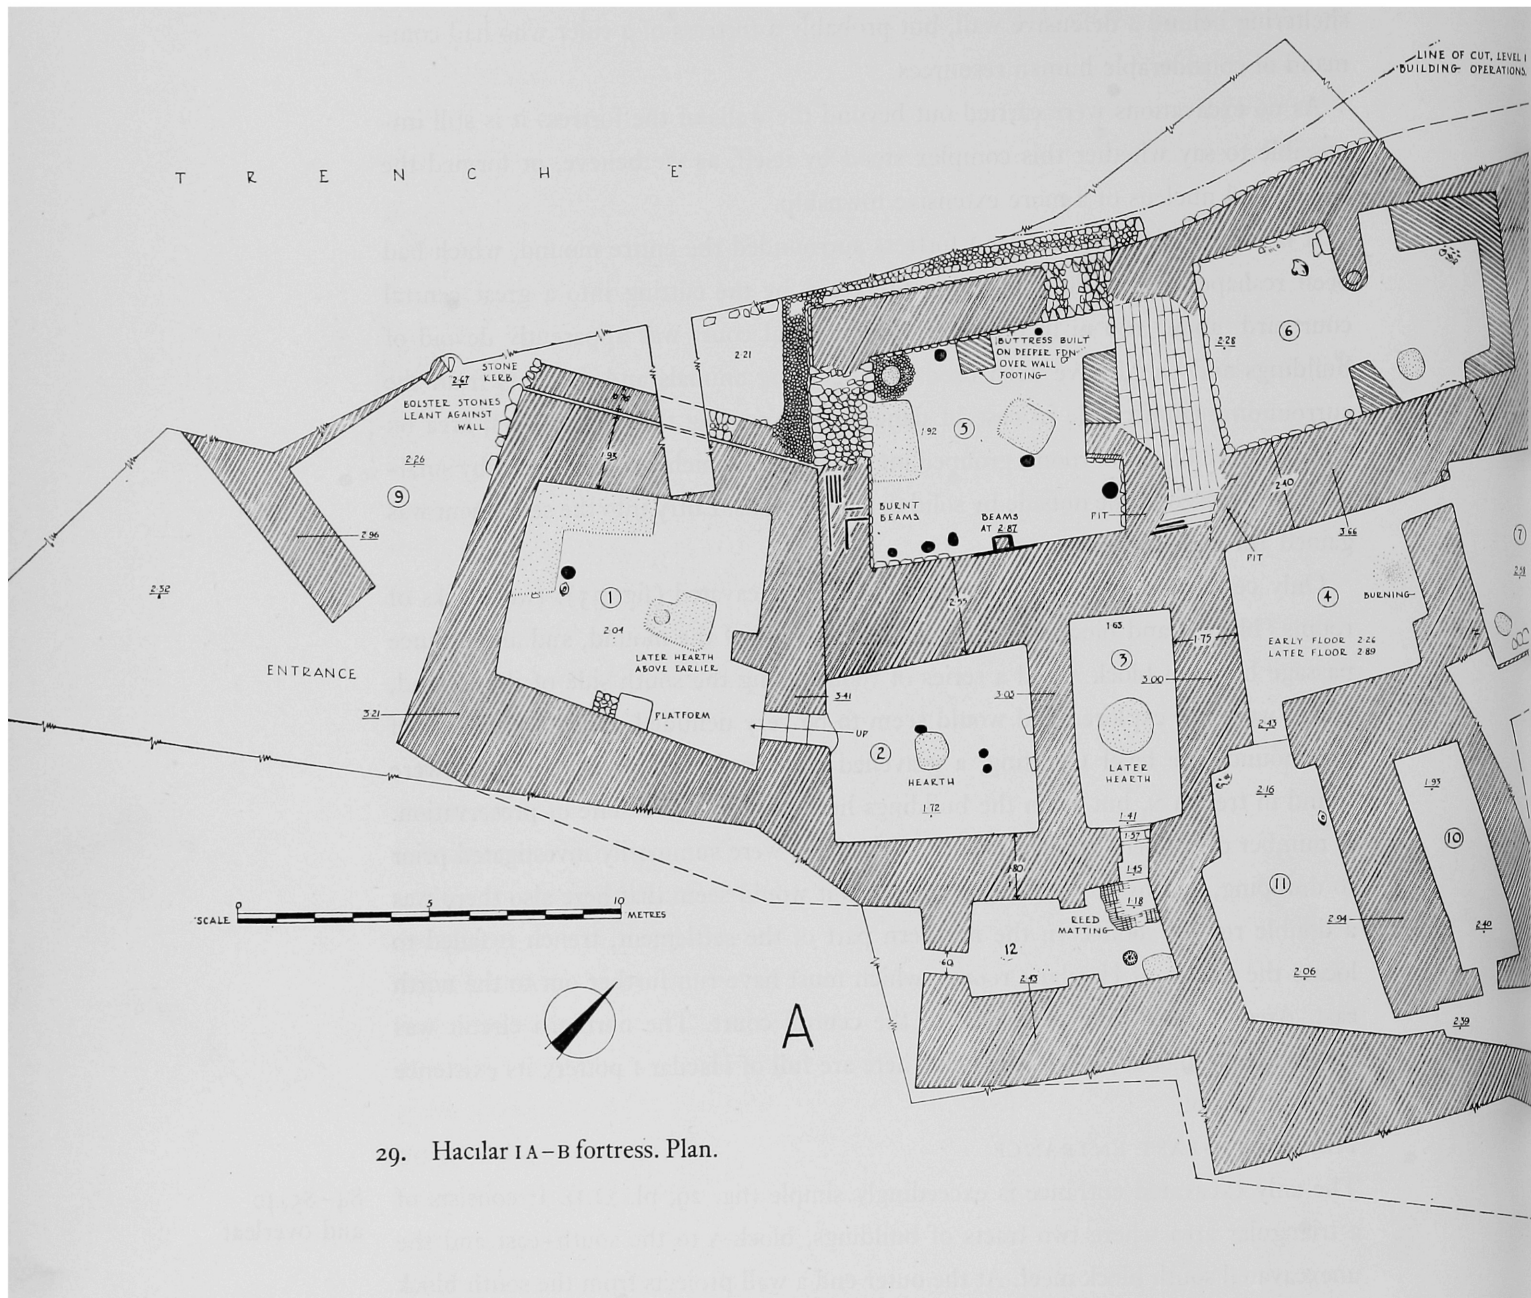 LINE OF CUT, LEVEL I
BUILDING OPERATIONS.
T R E N C H E
2.21
STONE
KERB
2.67
BOLSTER STONES
LEANT AGAINST
WALL
2.26
9
2.96
2.32
ENTRANCE
3.21
1.95
1
2.04
LATER HEARTH
ABOVE EARLIER
PLATFORM
3.41
UP
BUTTRESS BUILT
ON DEEPER FDN
OVER WALL
FOOTING
1.92
5
BURNT
BEAMS
BEAMS
AT 2.87
PIT
PIT
6
2.28
2.40
3.66
7
4
BURNING
EARLY FLOOR 2.26
LATER FLOOR 2.89
1.63
3
1.75
3.00
3.03
LATER
HEARTH
2
HEARTH
1.72
1.80
1.41
1.37
1.45
1.18
REED
MATTING
12
60
2.43
2.43
2.16
11
2.94
2.06
1.93
10
2.40
2.39
SCALE 0 5 10 METRES
A
29. Hacılar I A–B fortress. Plan.